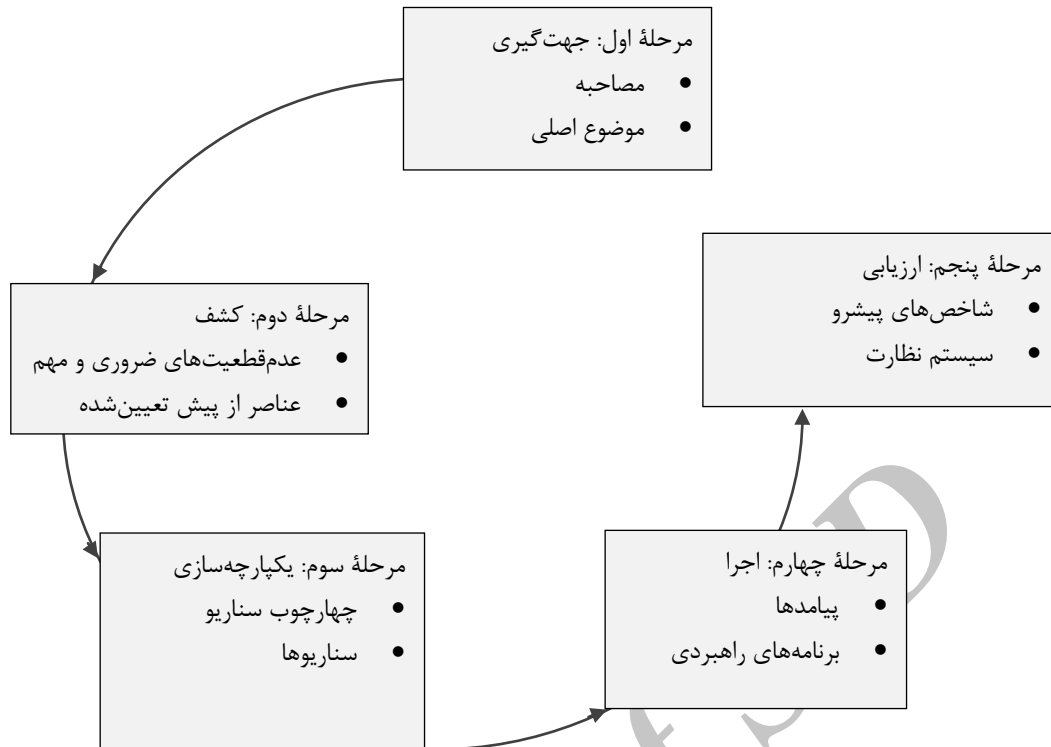 مرحلهٔ اول: جهت‌گیری
• مصاحبه
• موضوع اصلی
مرحلهٔ دوم: کشف
• عدم‌قطعیت‌های ضروری و مهم
• عناصر از پیش تعیین‌شده
مرحلهٔ سوم: یکپارچه‌سازی
• چهارچوب سناریو
• سناریوها
مرحلهٔ چهارم: اجرا
• پیامدها
• برنامه‌های راهبردی
مرحلهٔ پنجم: ارزیابی
• شاخص‌های پیشرو
• سیستم نظارت